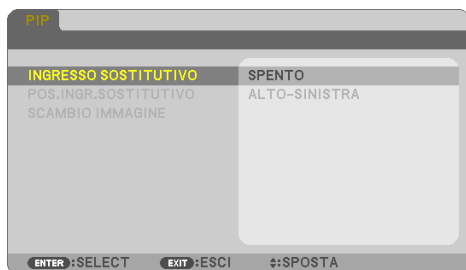 PIP
INGRESSO SOSTITUTIVO SPENTO
POS.INGR.SOSTITUTIVO ALTO-SINISTRA
SCAMBIO IMMAGINE
ENTER :SELECT EXIT :ESCI :SPOSTA